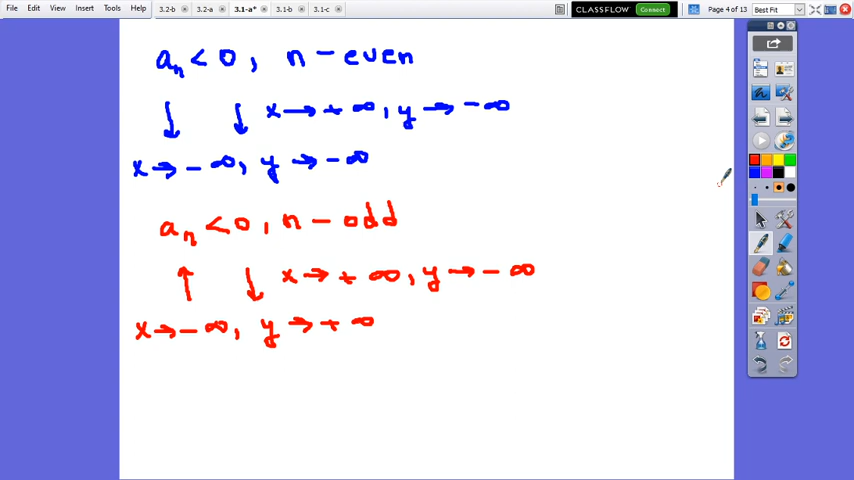 File Edit View Insert Tools Help 3.2-b 3.2-a 3.1-a* 3.1-b 3.1-c CLASSFLOW Connect Page 4 of 13 Best Fit
aₙ < 0, n - even
↓ ↓ x → + ∞, y → - ∞
x → - ∞, y → - ∞
aₙ < 0, n - odd
↑ ↓ x → + ∞, y → - ∞
x → - ∞, y → + ∞